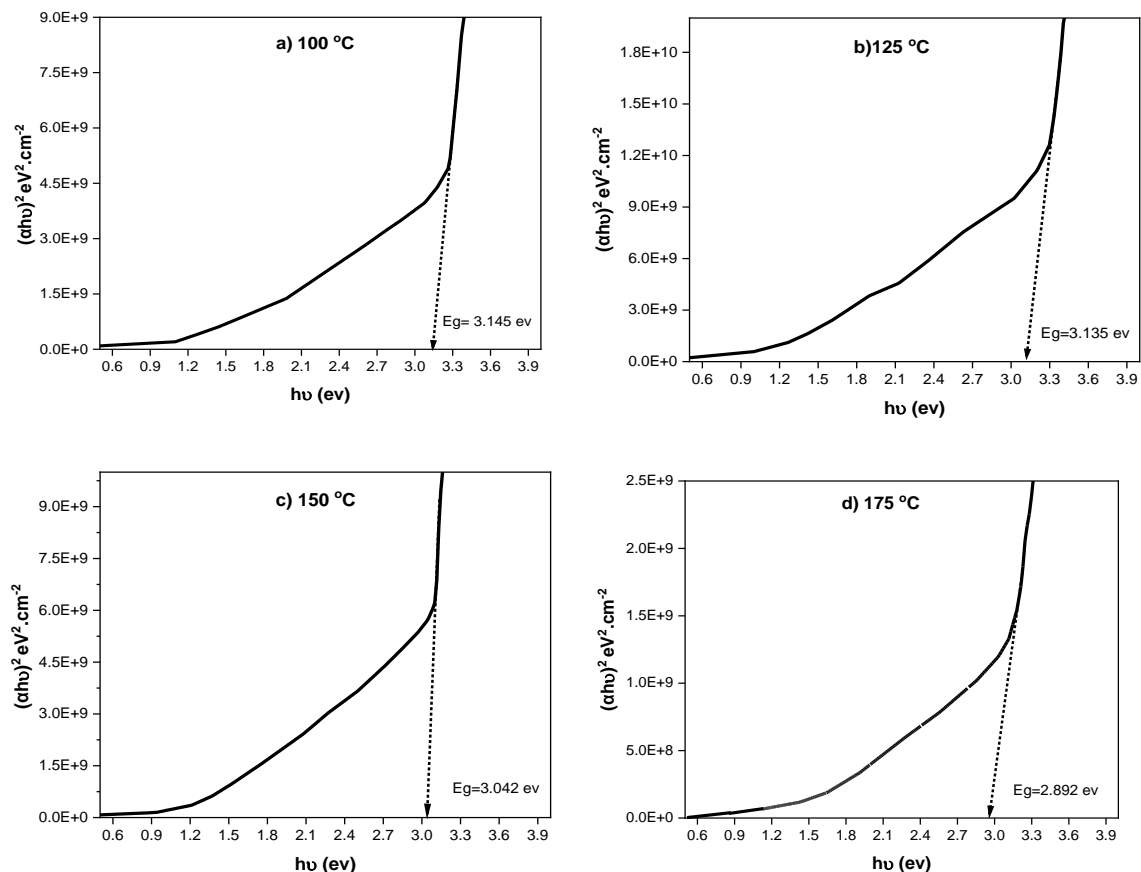 a) 100 °C
(αhυ)² eV².cm⁻²
9.0E+9
7.5E+9
6.0E+9
4.5E+9
3.0E+9
1.5E+9
0.0E+0
Eg= 3.145 ev
0.6 0.9 1.2 1.5 1.8 2.1 2.4 2.7 3.0 3.3 3.6 3.9
hυ (ev)
b)125 °C
(αhυ)² eV².cm⁻²
1.8E+10
1.5E+10
1.2E+10
9.0E+9
6.0E+9
3.0E+9
0.0E+0
Eg=3.135 ev
0.6 0.9 1.2 1.5 1.8 2.1 2.4 2.7 3.0 3.3 3.6 3.9
hυ (ev)
c) 150 °C
(αhυ)² eV².cm⁻²
9.0E+9
7.5E+9
6.0E+9
4.5E+9
3.0E+9
1.5E+9
0.0E+0
Eg=3.042 ev
0.6 0.9 1.2 1.5 1.8 2.1 2.4 2.7 3.0 3.3 3.6 3.9
hυ (ev)
d) 175 °C
(αhυ)² eV².cm⁻²
2.5E+9
2.0E+9
1.5E+9
1.0E+9
5.0E+8
0.0E+0
Eg=2.892 ev
0.6 0.9 1.2 1.5 1.8 2.1 2.4 2.7 3.0 3.3 3.6 3.9
hυ (ev)